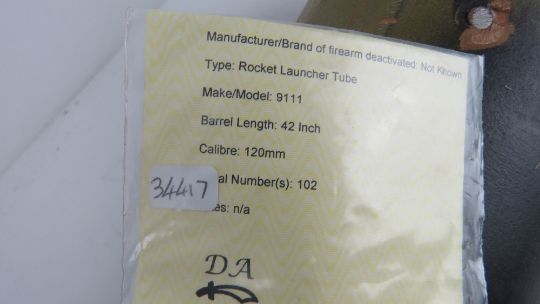 Manufacturer/Brand of firearm deactivated: Not Known
Type: Rocket Launcher Tube
Make/Model: 9111
Barrel Length: 42 Inch
Calibre: 120mm
al Number(s): 102
34417
es: n/a
DA